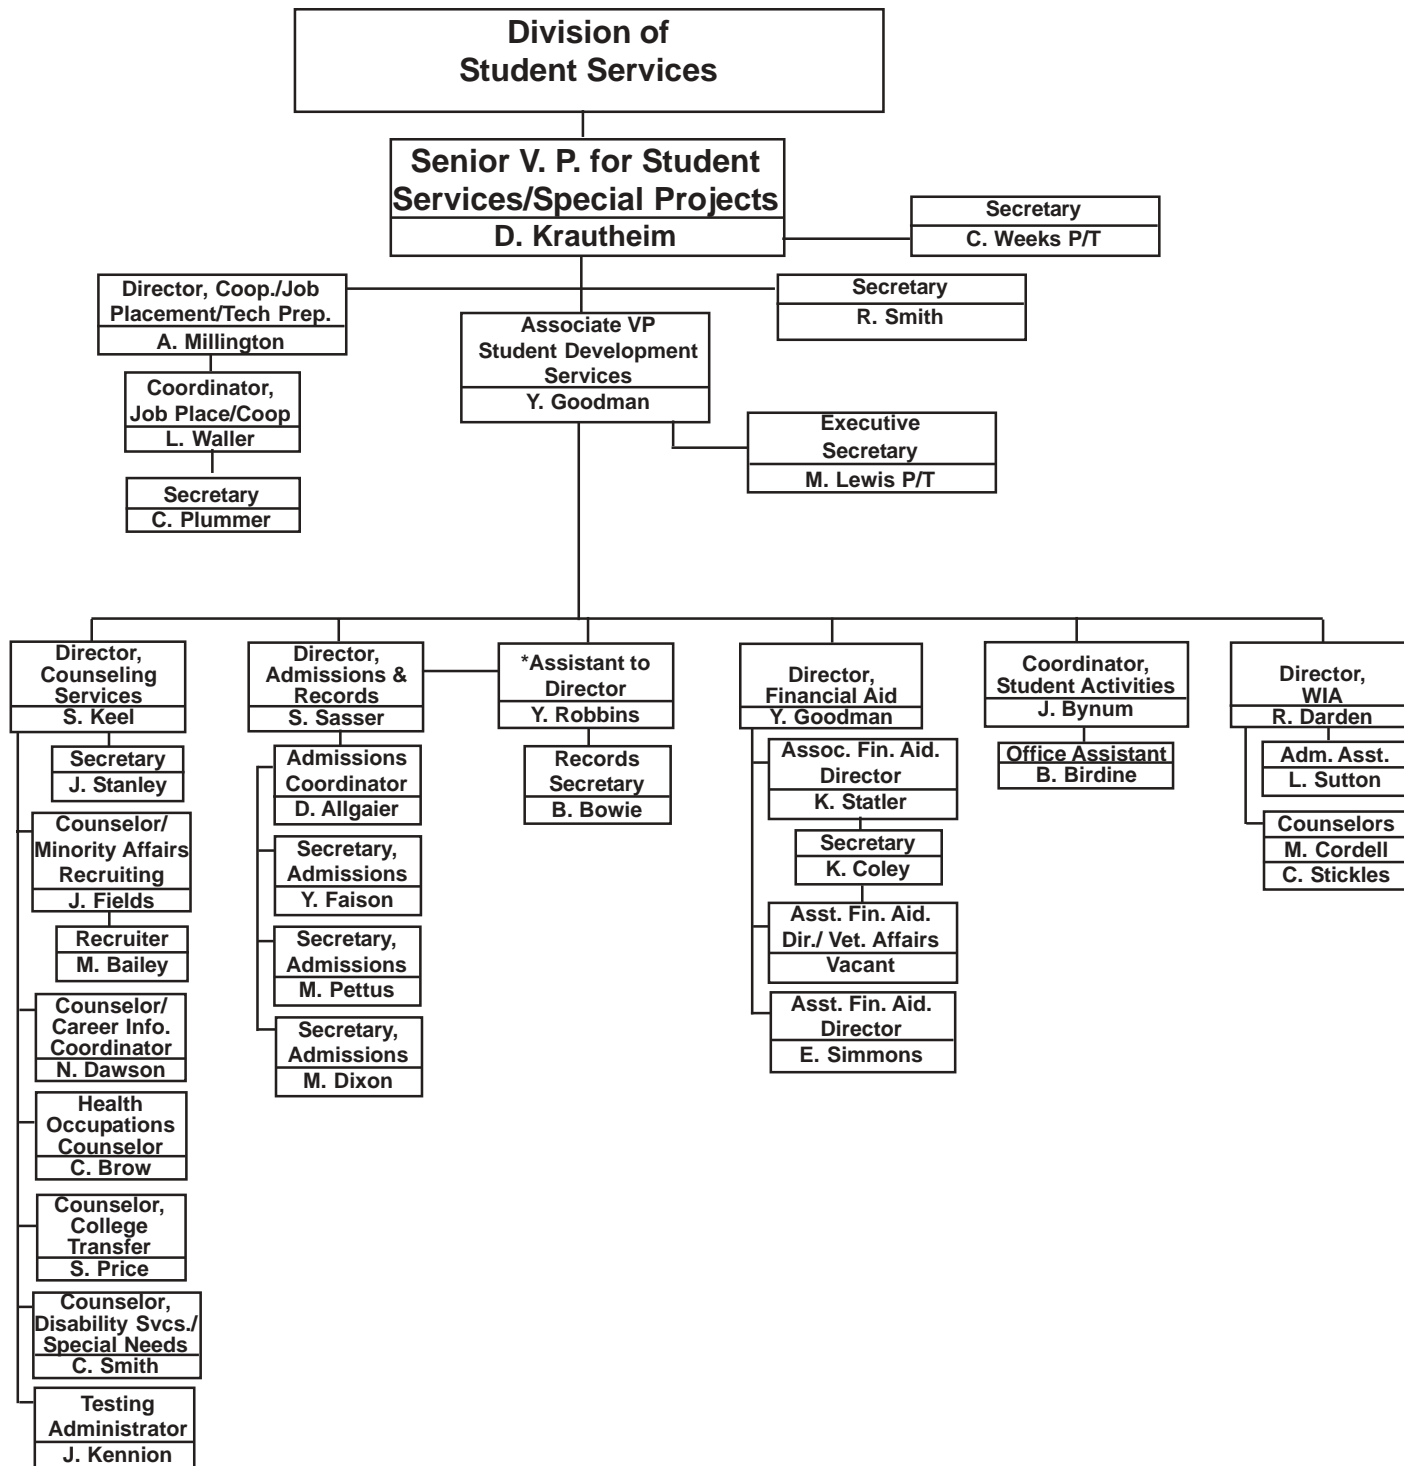 Division of
Student Services
Senior V. P. for Student
Services/Special Projects
D. Krautheim
Secretary
C. Weeks P/T
Director, Coop./Job
Placement/Tech Prep.
A. Millington
Secretary
R. Smith
Associate VP
Student Development
Services
Y. Goodman
Coordinator,
Job Place/Coop
L. Waller
Executive
Secretary
M. Lewis P/T
Secretary
C. Plummer
Director,
Counseling
Services
S. Keel
Secretary
J. Stanley
Counselor/
Minority Affairs
Recruiting
J. Fields
Recruiter
M. Bailey
Counselor/
Career Info.
Coordinator
N. Dawson
Health
Occupations
Counselor
C. Brow
Counselor,
College
Transfer
S. Price
Counselor,
Disability Svcs./
Special Needs
C. Smith
Testing
Administrator
J. Kennion
Director,
Admissions &
Records
S. Sasser
Admissions
Coordinator
D. Allgaier
Secretary,
Admissions
Y. Faison
Secretary,
Admissions
M. Pettus
Secretary,
Admissions
M. Dixon
*Assistant to
Director
Y. Robbins
Records
Secretary
B. Bowie
Director,
Financial Aid
Y. Goodman
Assoc. Fin. Aid.
Director
K. Statler
Secretary
K. Coley
Asst. Fin. Aid.
Dir./ Vet. Affairs
Vacant
Asst. Fin. Aid.
Director
E. Simmons
Coordinator,
Student Activities
J. Bynum
Office Assistant
B. Birdine
Director,
WIA
R. Darden
Adm. Asst.
L. Sutton
Counselors
M. Cordell
C. Stickles